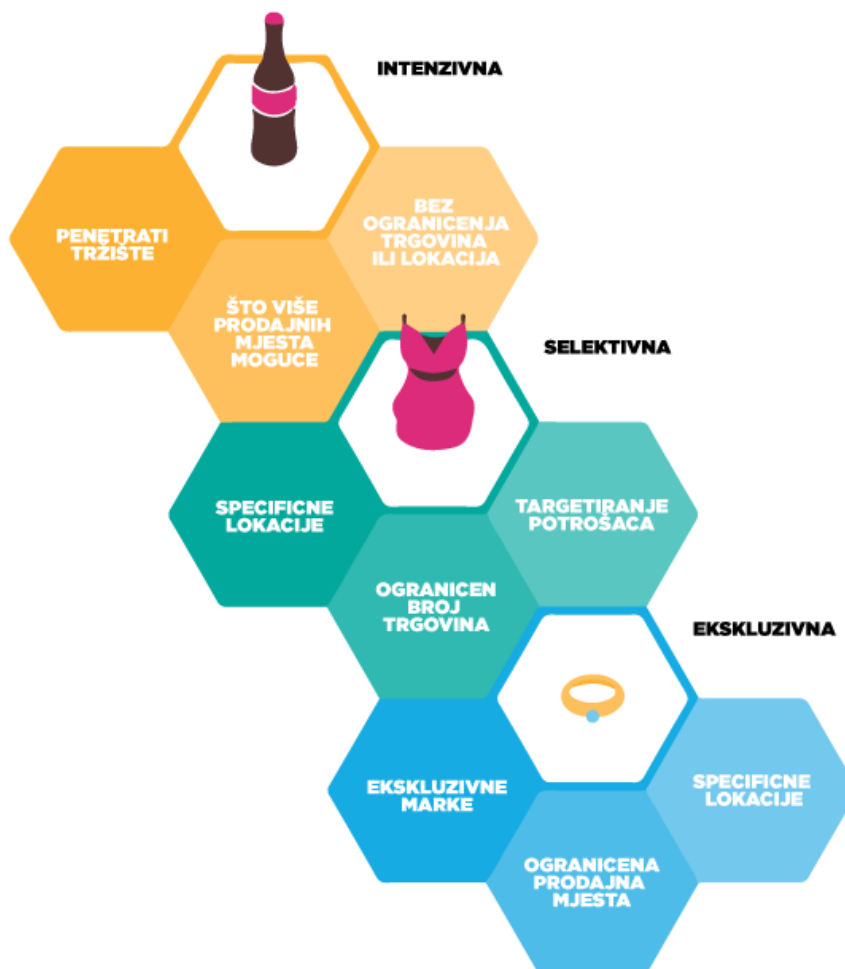 INTENZIVNA
PENETRATI
TRŽIŠTE
BEZ
OGRANICENJA
TRGOVINA
ILI LOKACIJA
ŠTO VIŠE
PRODAJNIH
MJESTA
MOGUCE
SELEKTIVNA
SPECIFICNE
LOKACIJE
TARGETIRANJE
POTROŠACA
OGRANICEN
BROJ
TRGOVINA
EKSKLUZIVNA
EKSKLUZIVNE
MARKE
SPECIFICNE
LOKACIJE
OGRANICENA
PRODAJNA
MJESTA